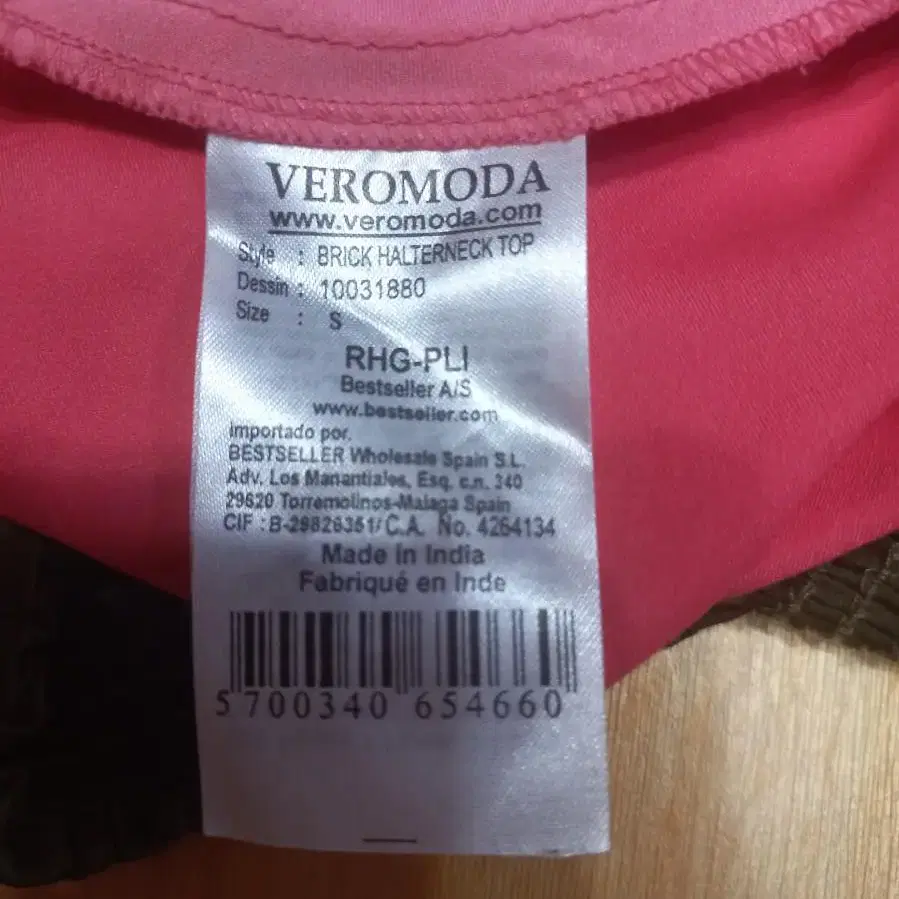 VEROMODA
www.veromoda.com
Style : BRICK HALTERNECK TOP
Dessin : 10031880
Size : S
RHG-PLI
Bestseller A/S
www.bestseller.com
importado por.
BESTSELLER Wholesale Spain S.L.
Adv. Los Manantiales, Esq. c.n. 340
29620 Torremolinos-Malaga Spain
CIF : B-29826351/ C.A. No. 4264134
Made in India
Fabriqué en Inde
5 700340 654660